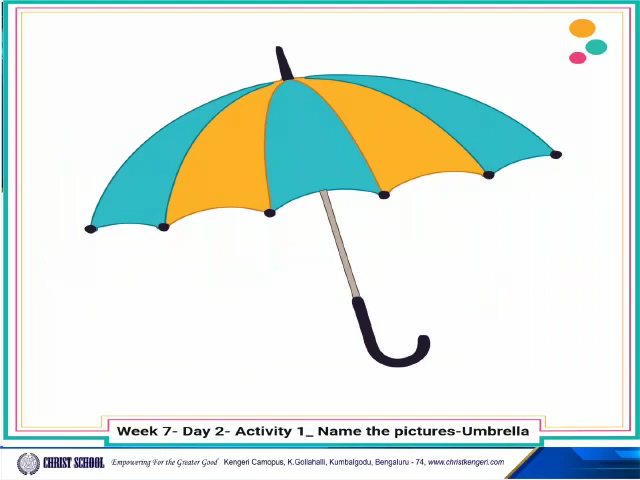 Week 7- Day 2- Activity 1_ Name the pictures-Umbrella
CHRIST SCHOOL Empowering For the Greater Good Kengeri Camopus, K.Gollahalli, Kumbalgodu, Bengaluru - 74, www.christkengeri.com